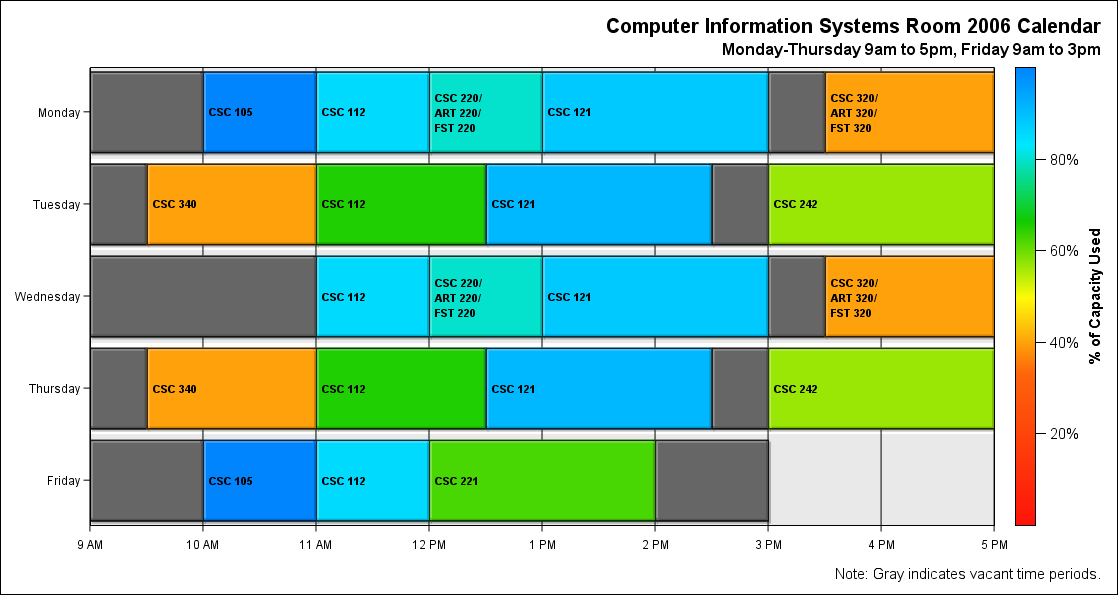 Computer Information Systems Room 2006 Calendar
Monday-Thursday 9am to 5pm, Friday 9am to 3pm
Monday
CSC 105
CSC 112
CSC 220/
ART 220/
FST 220
CSC 121
CSC 320/
ART 320/
FST 320
Tuesday
CSC 340
CSC 112
CSC 121
CSC 242
Wednesday
CSC 112
CSC 220/
ART 220/
FST 220
CSC 121
CSC 320/
ART 320/
FST 320
Thursday
CSC 340
CSC 112
CSC 121
CSC 242
Friday
CSC 105
CSC 112
CSC 221
9 AM
10 AM
11 AM
12 PM
1 PM
2 PM
3 PM
4 PM
5 PM
80%
60%
40%
20%
% of Capacity Used
Note: Gray indicates vacant time periods.